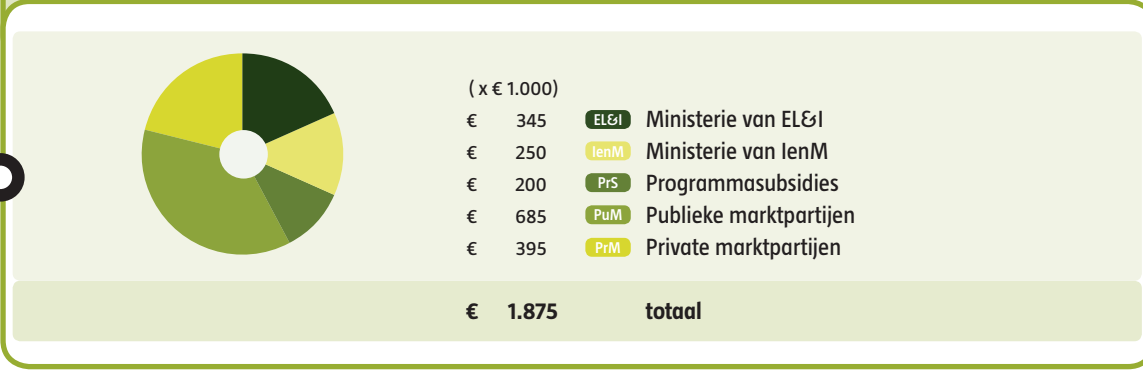 ( x € 1.000)
€ 345 EL&I Ministerie van EL&I
€ 250 IenM Ministerie van IenM
€ 200 PrS Programmasubsidies
€ 685 PuM Publieke marktpartijen
€ 395 PrM Private marktpartijen
€ 1.875 totaal